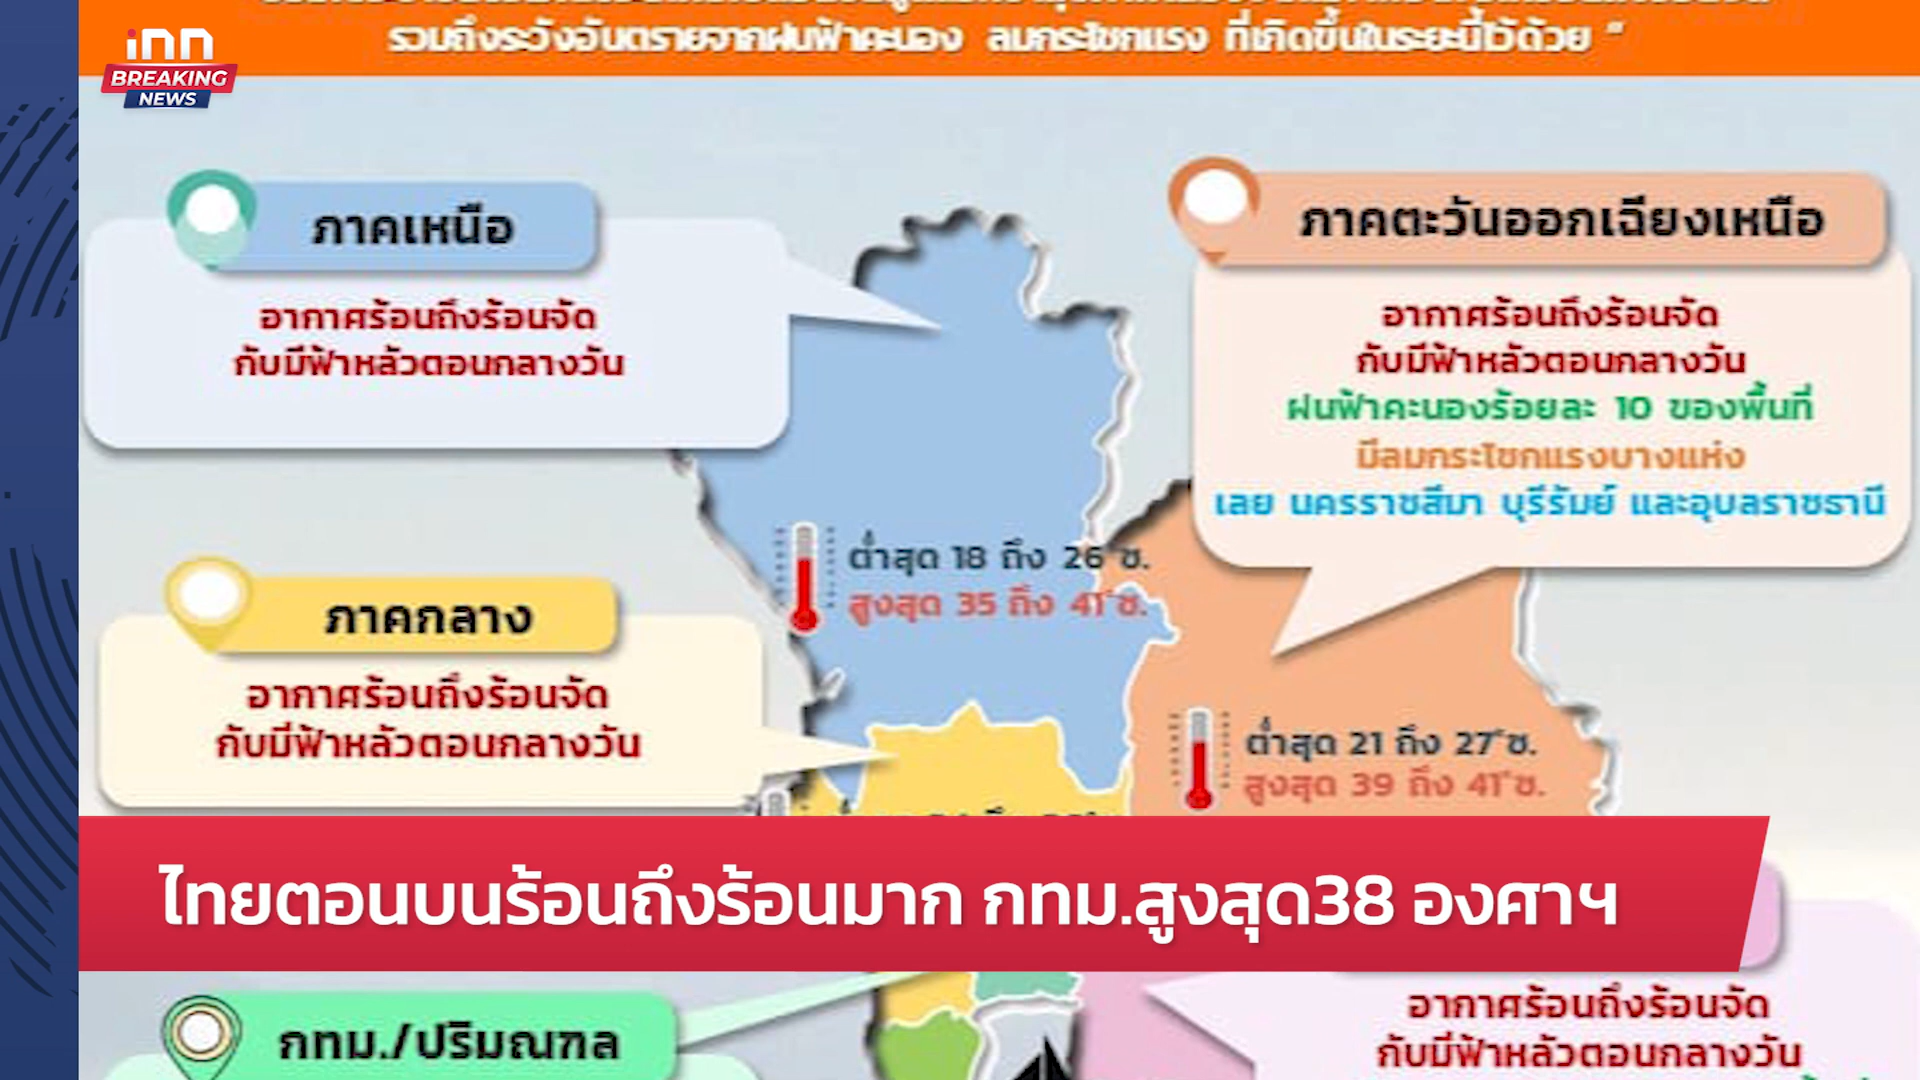 รวมถึงระวังอันตรายจากฝนฟ้าคะนอง ลมกระโชกแรง ที่เกิดขึ้นในระยะนี้ไว้ด้วย "
inn
BREAKING
NEWS
ภาคเหนือ
อากาศร้อนถึงร้อนจัด
กับมีฟ้าหลัวตอนกลางวัน
ภาคตะวันออกเฉียงเหนือ
อากาศร้อนถึงร้อนจัด
กับมีฟ้าหลัวตอนกลางวัน
ฝนฟ้าคะนองร้อยละ 10 ของพื้นที่
มีลมกระโชกแรงบางแห่ง
เลย นครราชสีมา บุรีรัมย์ และอุบลราชธานี
ต่ำสุด 18 ถึง 26°ซ.
สูงสุด 35 ถึง 41°ซ.
ภาคกลาง
อากาศร้อนถึงร้อนจัด
กับมีฟ้าหลัวตอนกลางวัน
ต่ำสุด 21 ถึง 27°ซ.
สูงสุด 39 ถึง 41°ซ.
ไทยตอนบนร้อนถึงร้อนมาก กทม.สูงสุด38 องศาฯ
กทม./ปริมณฑล
อากาศร้อนถึงร้อนจัด
กับมีฟ้าหลัวตอนกลางวัน